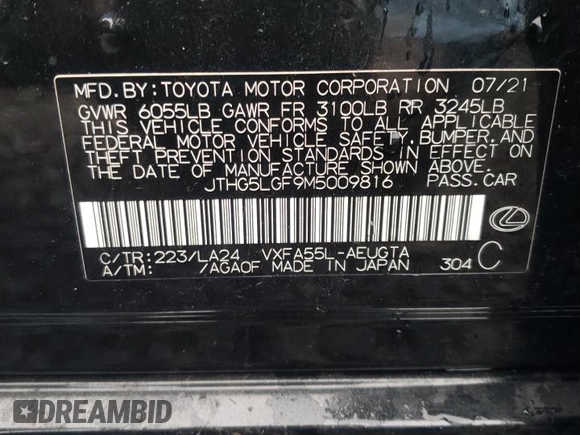 MFD. BY: TOYOTA MOTOR CORPORATION 07/21
GVWR 6055LB GAWR FR 3100LB RR 3245LB
THIS VEHICLE CONFORMS TO ALL APPLICABLE
FEDERAL MOTOR VEHICLE SAFETY, BUMPER, AND
THEFT PREVENTION STANDARDS IN EFFECT ON
THE DATE OF MANUFACTURE SHOWN ABOVE.
JTHG5LGF9M5009816 PASS. CAR
C/TR: 223/LA24 VXFA55L-AEUGTA
A/TM: -/AGA0F MADE IN JAPAN 304 C
DREAMBID